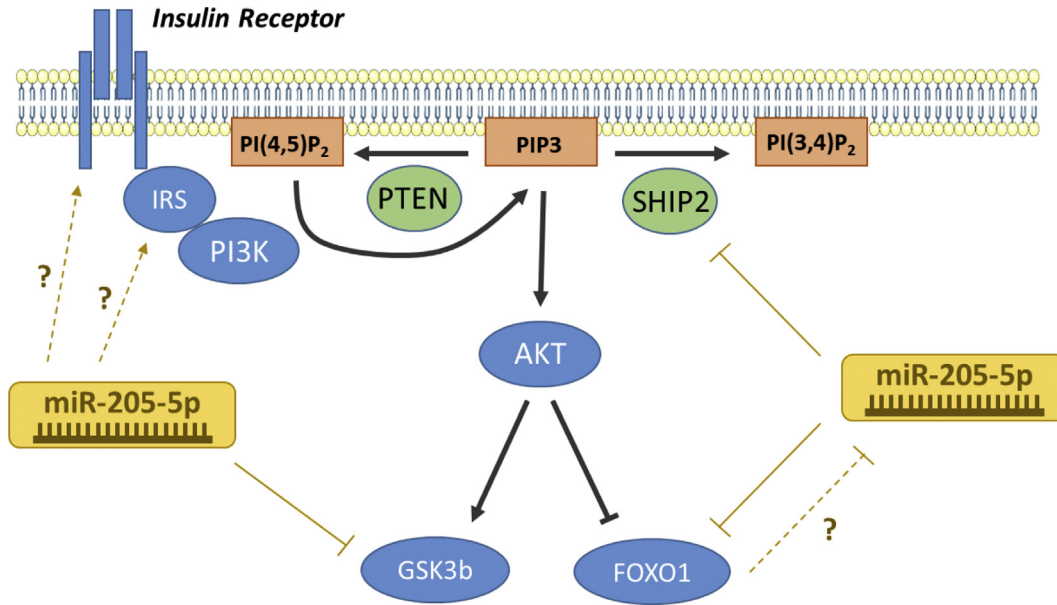 Insulin Receptor
PI(4,5)P₂
PIP3
PI(3,4)P₂
PTEN
SHIP2
IRS
PI3K
?
?
AKT
miR-205-5p
miR-205-5p
?
GSK3b
FOXO1